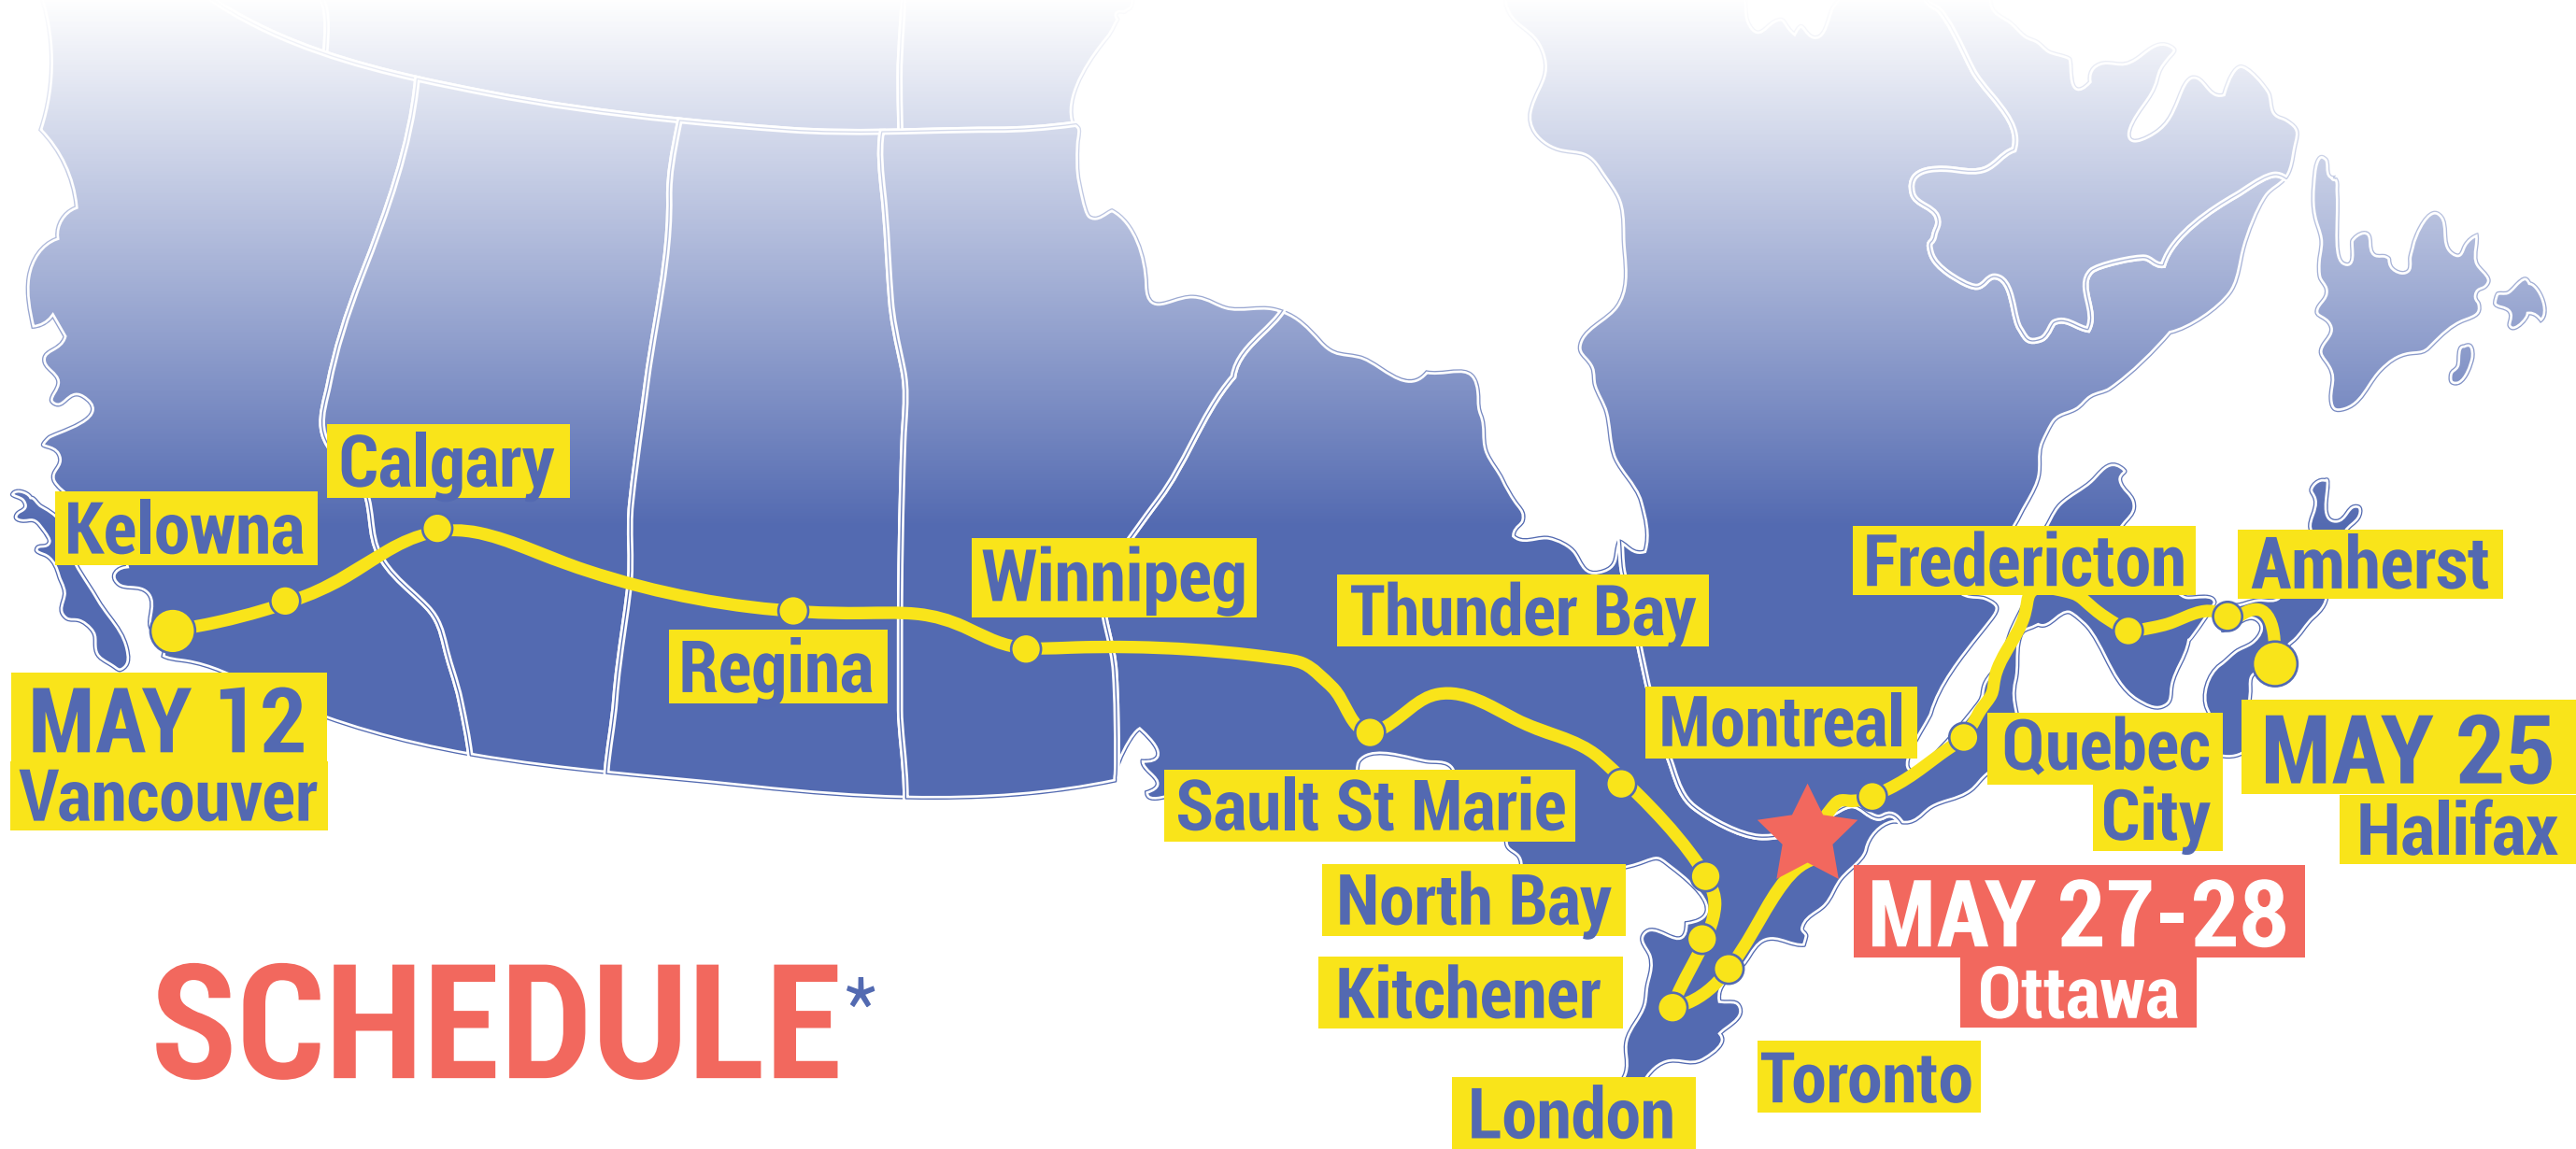 Calgary
Kelowna
MAY 12
Vancouver
Regina
Winnipeg
Thunder Bay
Sault St Marie
North Bay
Kitchener
London
Toronto
Montreal
Fredericton
Amherst
Quebec
City
MAY 25
Halifax
MAY 27-28
Ottawa
SCHEDULE*